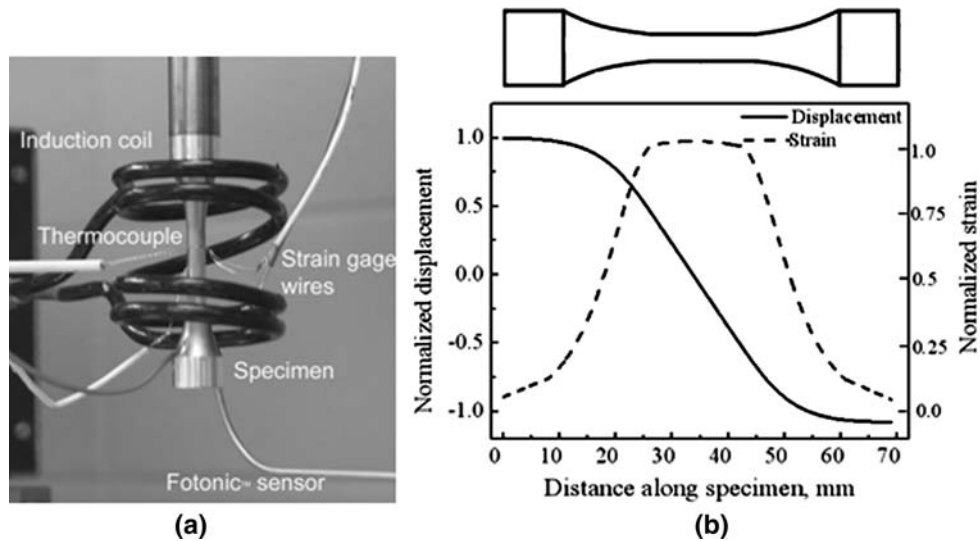 Induction coil
Thermocouple
Strain gage
wires
Specimen
Fotonic™ sensor
(a)
Displacement
Strain
1.0
0.5
0.0
-0.5
-1.0
Normalized displacement
1.0
0.75
0.5
0.25
0.0
Normalized strain
0 10 20 30 40 50 60 70
Distance along specimen, mm
(b)